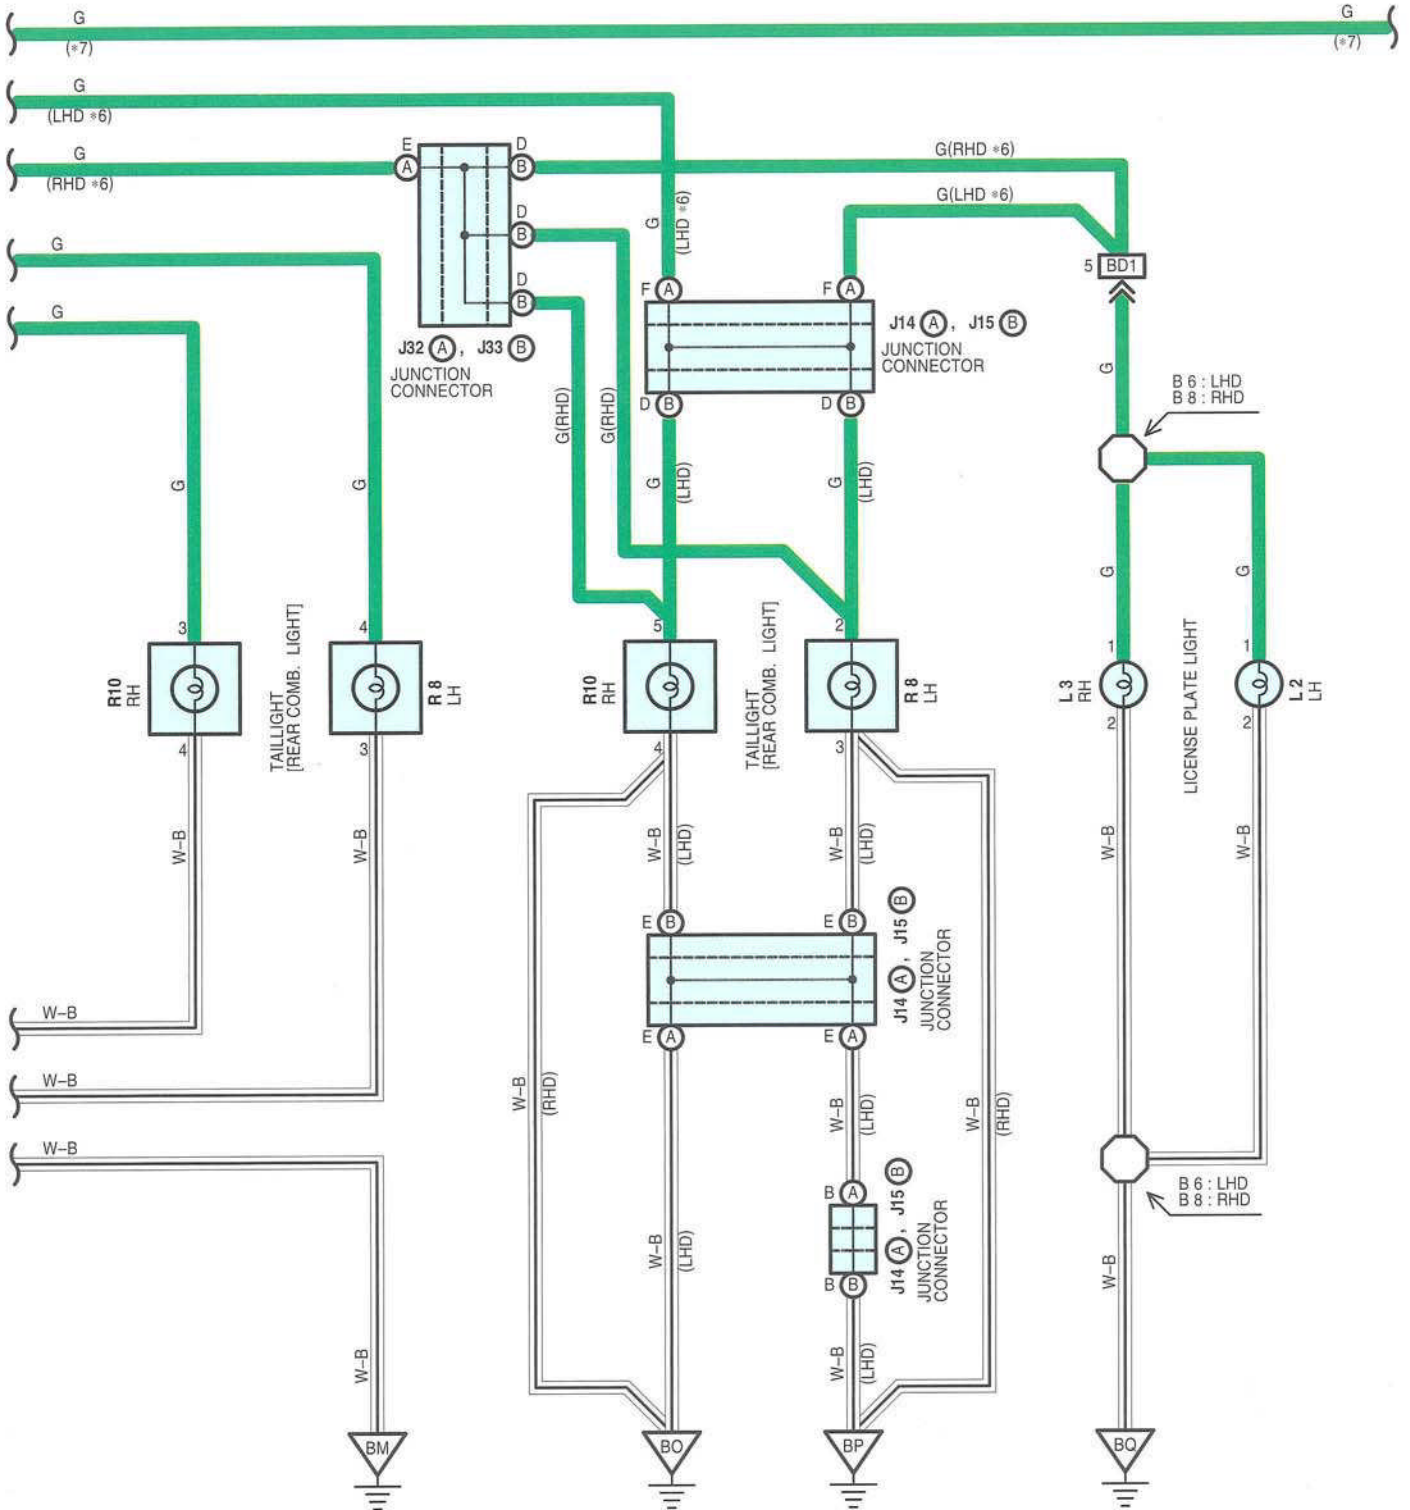 G
(*7)
G
(*7)
G
(LHD *6)
G
(RHD *6)
E
A
D
B
D
B
D
B
J32 A, J33 B
JUNCTION
CONNECTOR
G(RHD *6)
G(LHD *6)
G
(LHD *6)
5 BD1
G
G
F A
F A
J14 A, J15 B
JUNCTION
CONNECTOR
D B
D B
G(RHD)
G(RHD)
G
(LHD)
G
(LHD)
G
B 6 : LHD
B 8 : RHD
G
G
G
G
3
R10
RH
4
TAILLIGHT
[REAR COMB. LIGHT]
4
R 8
LH
3
5
R10
RH
4
TAILLIGHT
[REAR COMB. LIGHT]
2
R 8
LH
3
1
L 3
RH
2
LICENSE PLATE LIGHT
1
L 2
LH
2
W-B
W-B
W-B
(LHD)
W-B
(LHD)
W-B
W-B
E B
E B
J14 A, J15 B
JUNCTION
CONNECTOR
E A
E A
W-B
W-B
W-B
W-B
(RHD)
W-B
(LHD)
W-B
(RHD)
B A
B B
J14 A, J15 B
JUNCTION
CONNECTOR
B 6 : LHD
B 8 : RHD
W-B
(LHD)
W-B
W-B
W-B
(LHD)
BM
BO
BP
BQ